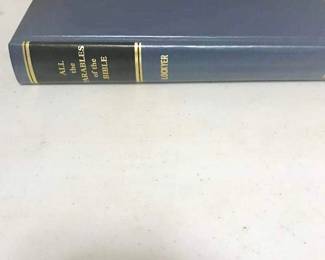 ALL
the
PARABLES
of the
BIBLE
LOCKYER